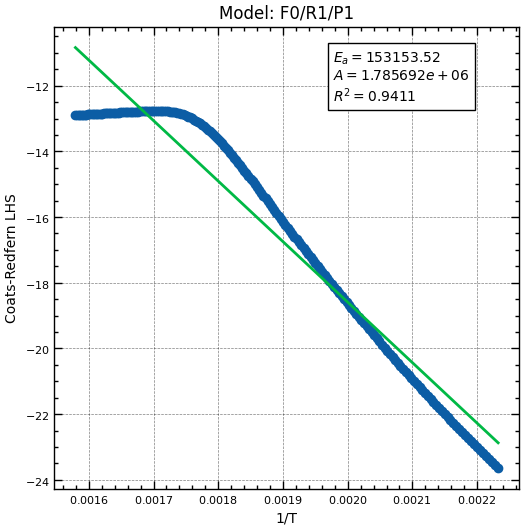 Model: F0/R1/P1
E_a = 153153.52
A = 1.785692e + 06
R² = 0.9411
−12
−14
−16
−18
−20
−22
−24
Coats-Redfern LHS
0.0016 0.0017 0.0018 0.0019 0.0020 0.0021 0.0022
1/T